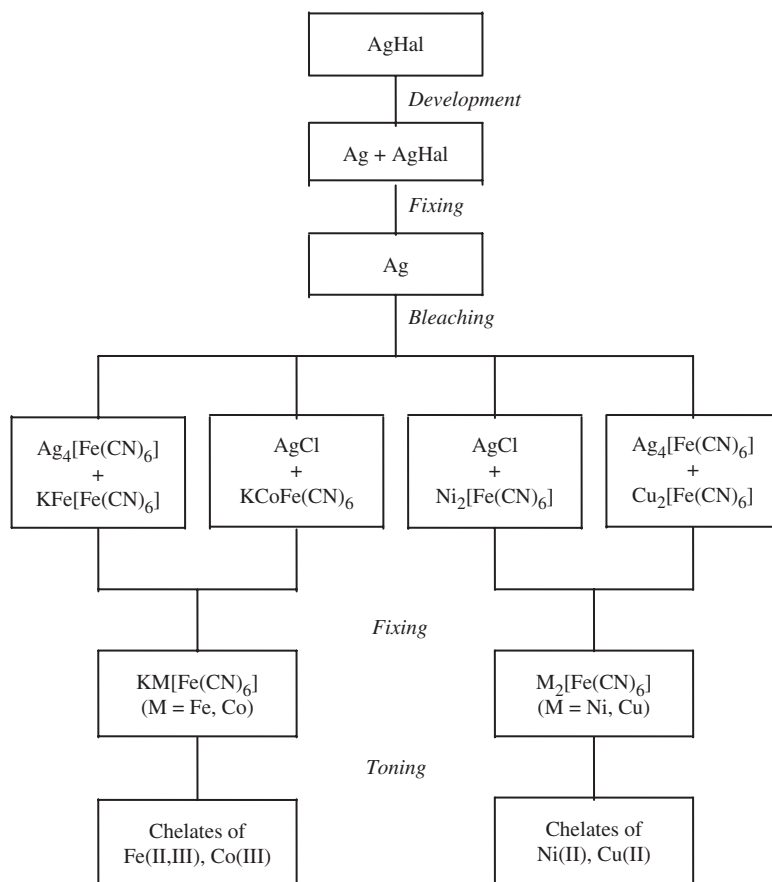 AgHal
Development
Ag + AgHal
Fixing
Ag
Bleaching
Ag₄[Fe(CN)₆]
+
KFe[Fe(CN)₆]
AgCl
+
KCoFe(CN)₆
AgCl
+
Ni₂[Fe(CN)₆]
Ag₄[Fe(CN)₆]
+
Cu₂[Fe(CN)₆]
Fixing
KM[Fe(CN)₆]
(M = Fe, Co)
M₂[Fe(CN)₆]
(M = Ni, Cu)
Toning
Chelates of
Fe(II,III), Co(III)
Chelates of
Ni(II), Cu(II)